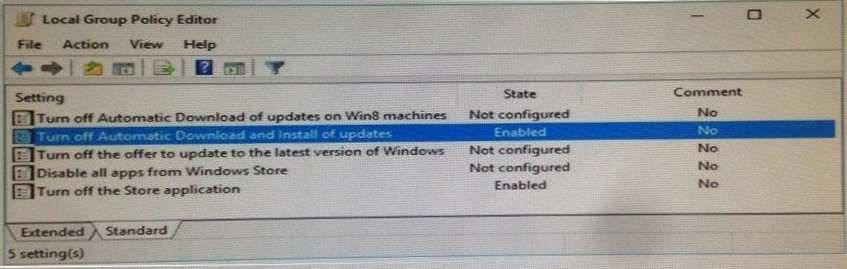 Local Group Policy Editor
File Action View Help
Setting State Comment
Turn off Automatic Download of updates on Win8 machines Not configured No
Turn off Automatic Download and Install of updates Enabled No
Turn off the offer to update to the latest version of Windows Not configured No
Disable all apps from Windows Store Not configured No
Turn off the Store application Enabled No
Extended Standard
5 setting(s)